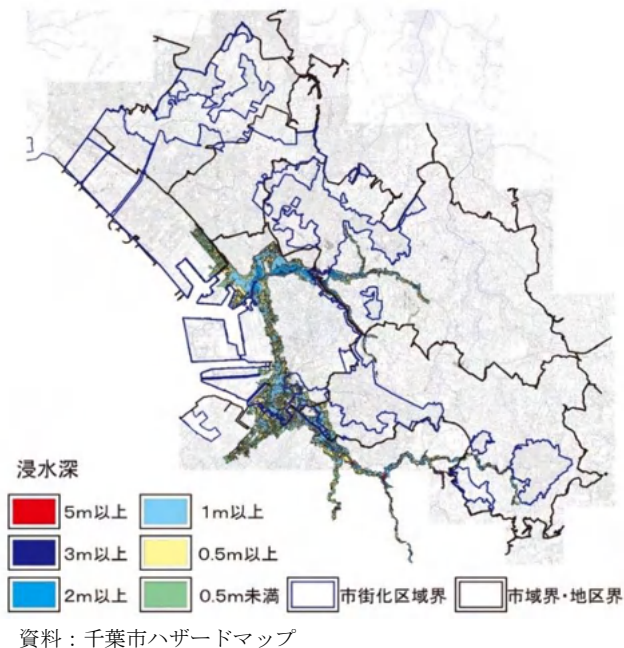 浸水深
5m以上 1m以上
3m以上 0.5m以上
2m以上 0.5m未満 市街化区域界 市域界・地区界
資料：千葉市ハザードマップ